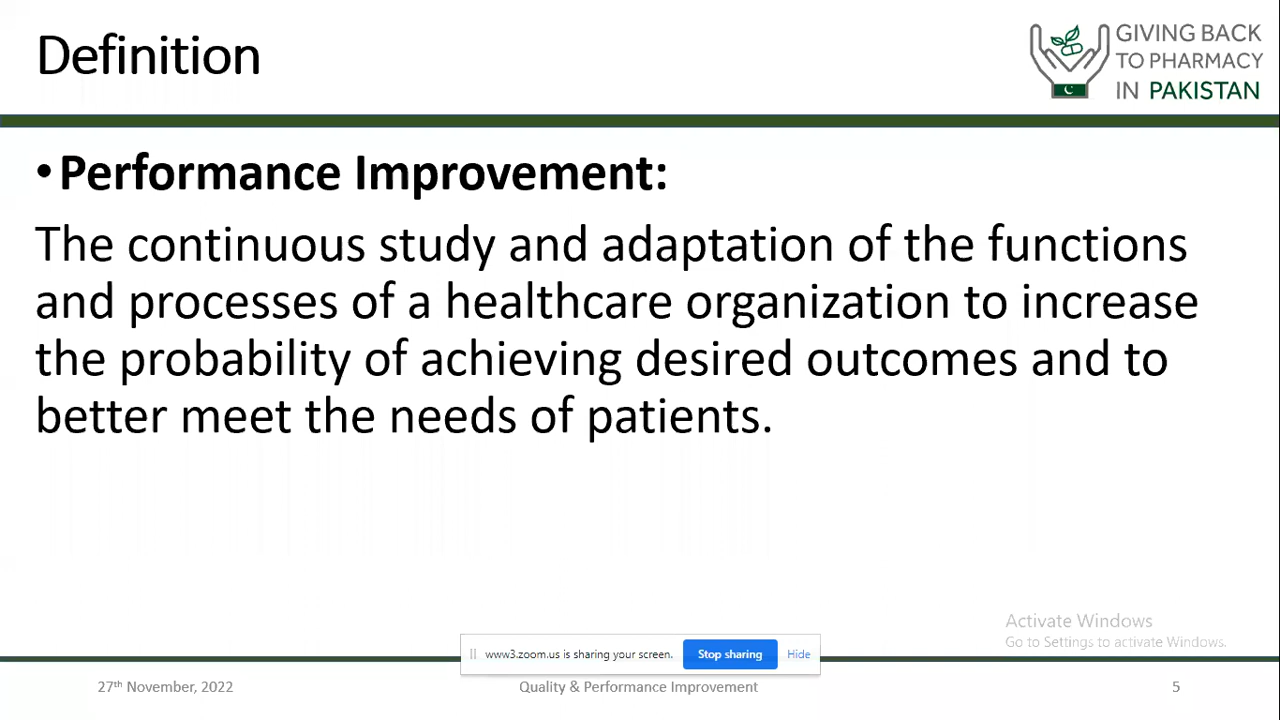 Definition
GIVING BACK
TO PHARMACY
IN PAKISTAN
•Performance Improvement:
The continuous study and adaptation of the functions
and processes of a healthcare organization to increase
the probability of achieving desired outcomes and to
better meet the needs of patients.
Activate Windows
Go to Settings to activate Windows.
www3.zoom.us is sharing your screen. Stop sharing Hide
27th November, 2022 Quality & Performance Improvement 5